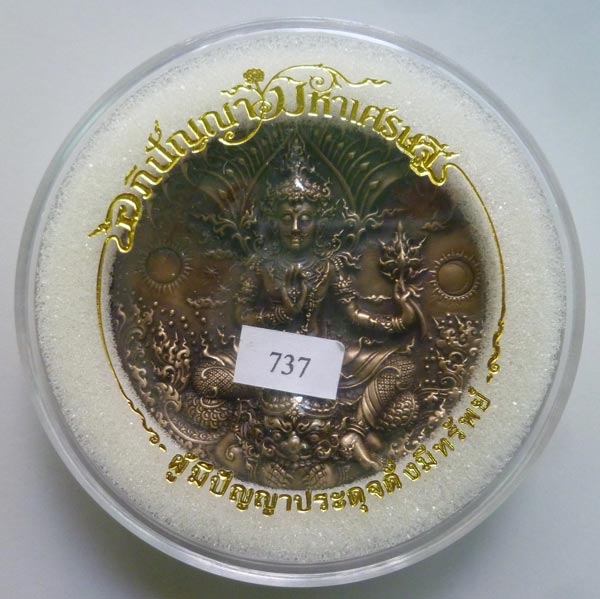 อภิปัญญามหาเศรษฐี
737
ผู้มีปัญญาประดุจดั่งมีทรัพย์